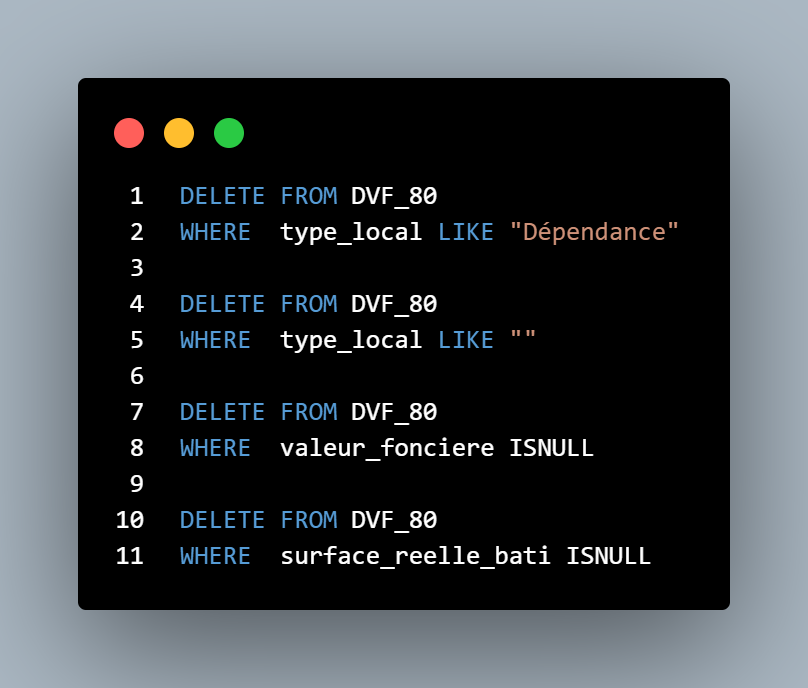 1 DELETE FROM DVF_80
2 WHERE  type_local LIKE "Dépendance"
3
4 DELETE FROM DVF_80
5 WHERE  type_local LIKE ""
6
7 DELETE FROM DVF_80
8 WHERE  valeur_fonciere ISNULL
9
10 DELETE FROM DVF_80
11 WHERE  surface_reelle_bati ISNULL